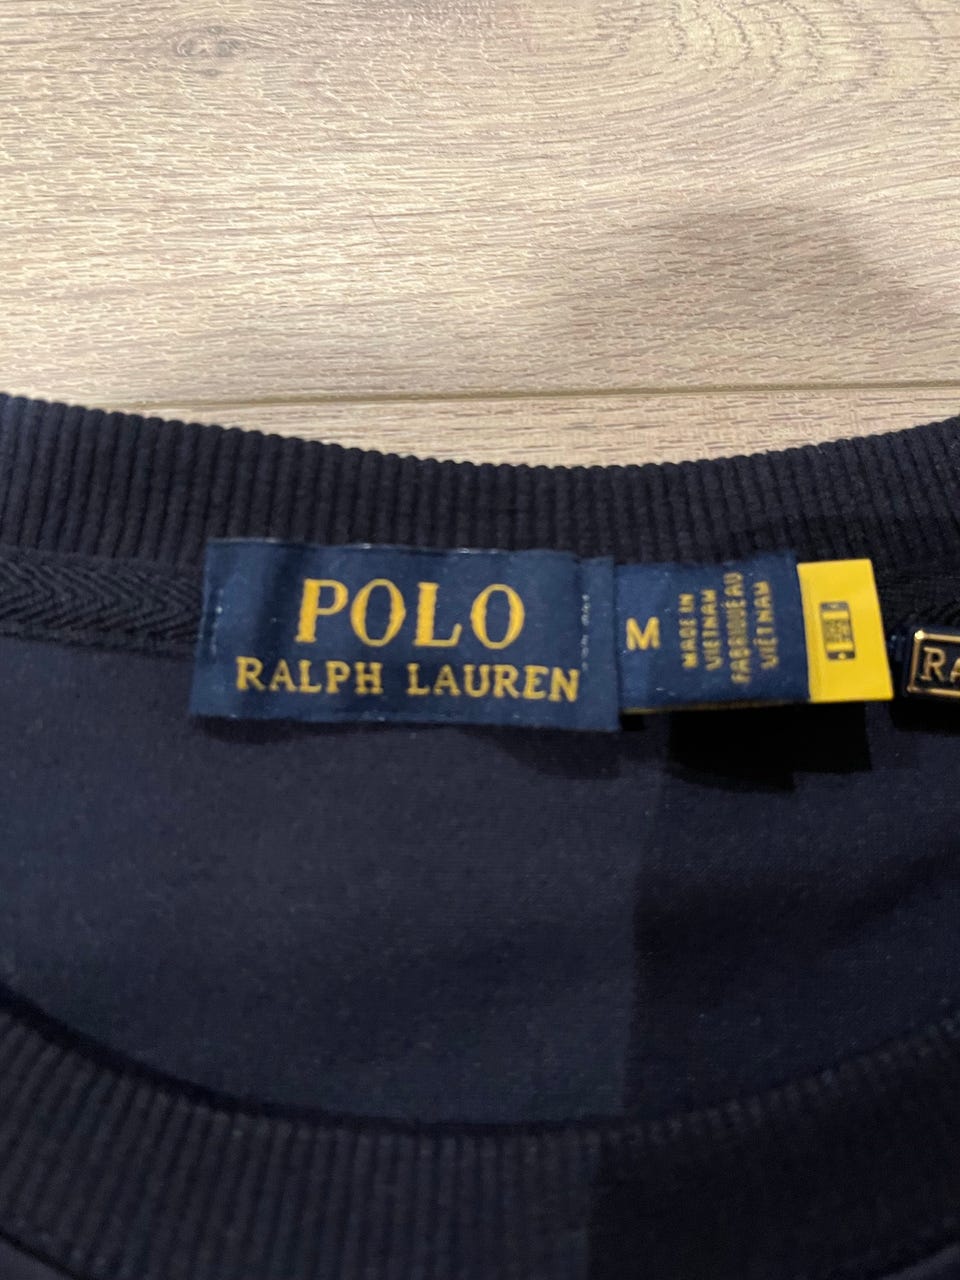 POLO
RALPH LAUREN
M
MADE IN
VIETNAM
FABRIQUÉ AU
VIETNAM
RA